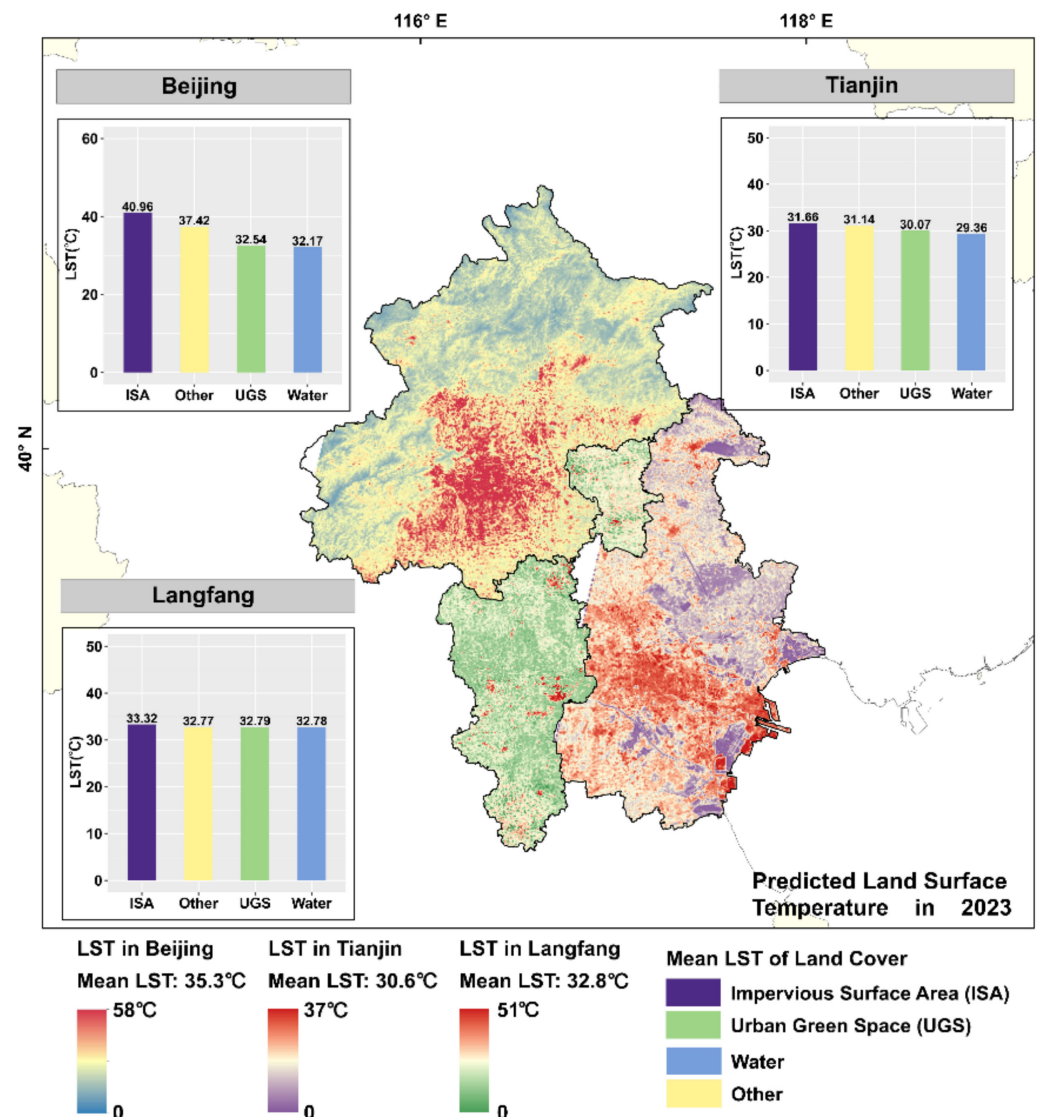 116° E 118° E
Beijing
Tianjin
60
40
20
0
LST(℃)
40.96
37.42
32.54
32.17
ISA Other UGS Water
50
40
30
20
10
0
LST(℃)
31.66
31.14
30.07
29.36
ISA Other UGS Water
40° N
Langfang
50
40
30
20
10
0
LST(℃)
33.32
32.77
32.79
32.78
ISA Other UGS Water
Predicted Land Surface
Temperature in 2023
LST in Beijing
Mean LST: 35.3℃
58℃
0
LST in Tianjin
Mean LST: 30.6℃
37℃
0
LST in Langfang
Mean LST: 32.8℃
51℃
0
Mean LST of Land Cover
Impervious Surface Area (ISA)
Urban Green Space (UGS)
Water
Other